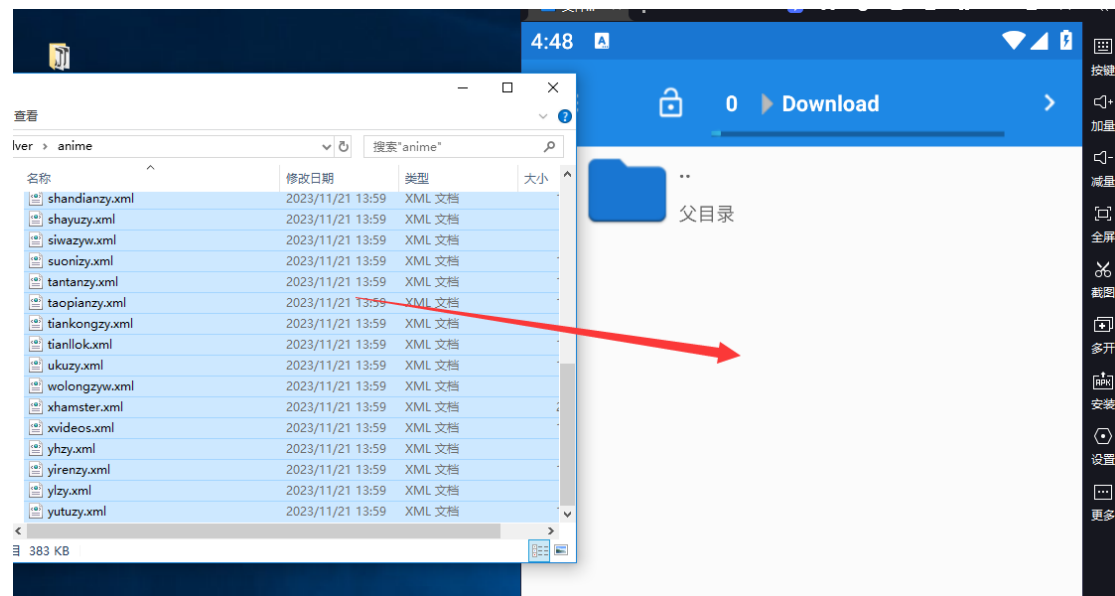 4:48
查看
lver › anime
搜索"anime"
名称 修改日期 类型 大小
shandianzy.xml 2023/11/21 13:59 XML 文档
shayuzy.xml 2023/11/21 13:59 XML 文档
siwazyw.xml 2023/11/21 13:59 XML 文档
suonizy.xml 2023/11/21 13:59 XML 文档
tantanzy.xml 2023/11/21 13:59 XML 文档
taopianzy.xml 2023/11/21 13:59 XML 文档
tiankongzy.xml 2023/11/21 13:59 XML 文档
tianllok.xml 2023/11/21 13:59 XML 文档
ukuzy.xml 2023/11/21 13:59 XML 文档
wolongzyw.xml 2023/11/21 13:59 XML 文档
xhamster.xml 2023/11/21 13:59 XML 文档
xvideos.xml 2023/11/21 13:59 XML 文档
yhzy.xml 2023/11/21 13:59 XML 文档
yirenzy.xml 2023/11/21 13:59 XML 文档
ylzy.xml 2023/11/21 13:59 XML 文档
yutuzy.xml 2023/11/21 13:59 XML 文档
383 KB
0 Download
..
父目录
按键
加量
减量
全屏
截图
多开
APK
安装
设置
更多